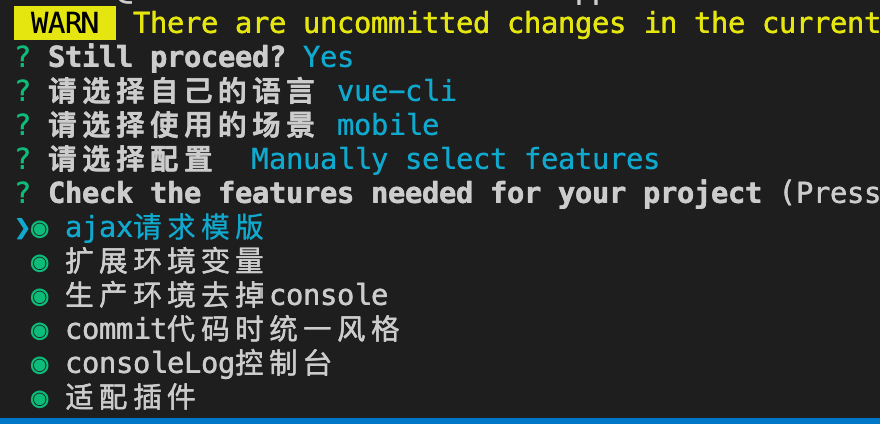 WARN There are uncommitted changes in the current
? Still proceed? Yes
? 请选择自己的语言 vue-cli
? 请选择使用的场景 mobile
? 请选择配置 Manually select features
? Check the features needed for your project (Press
❯◉ ajax请求模版
◉ 扩展环境变量
◉ 生产环境去掉console
◉ commit代码时统一风格
◉ consoleLog控制台
◉ 适配插件